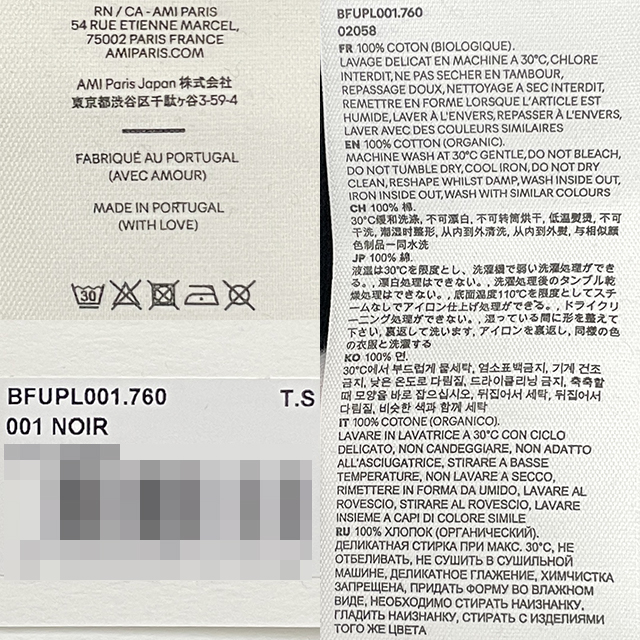 RN / CA - AMI PARIS
54 RUE ETIENNE MARCEL,
75002 PARIS FRANCE
AMIPARIS.COM
AMI Paris Japan 株式会社
東京都渋谷区千駄ヶ谷3-59-4
FABRIQUÉ AU PORTUGAL
(AVEC AMOUR)
MADE IN PORTUGAL
(WITH LOVE)
30
BFUPL001.760 T.S
001 NOIR
BFUPL001.760
02058
FR 100% COTON (BIOLOGIQUE).
LAVAGE DELICAT EN MACHINE A 30°C, CHLORE
INTERDIT, NE PAS SECHER EN TAMBOUR,
REPASSAGE DOUX, NETTOYAGE A SEC INTERDIT,
REMETTRE EN FORME LORSQUE L'ARTICLE EST
HUMIDE, LAVER À L'ENVERS, REPASSER À L'ENVERS,
LAVER AVEC DES COULEURS SIMILAIRES
EN 100% COTTON (ORGANIC).
MACHINE WASH AT 30°C GENTLE, DO NOT BLEACH,
DO NOT TUMBLE DRY, COOL IRON, DO NOT DRY
CLEAN, RESHAPE WHILST DAMP, WASH INSIDE OUT,
IRON INSIDE OUT, WASH WITH SIMILAR COLOURS
CH 100% 棉.
30°C缓和洗涤, 不可漂白, 不可转筒烘干, 低温熨烫, 不可
干洗, 潮湿时整形, 从内到外清洗, 从内到外熨, 与相似颜
色制品一同水洗
JP 100% 綿.
液温は30℃を限度とし、洗濯機で弱い洗濯処理ができ
る。, 漂白処理はできない。, 洗濯処理後のタンブル乾
燥処理はできない。, 底面温度110℃を限度としてスチ
ームなしでアイロン仕上げ処理ができる。, ドライクリ
ーニング処理ができない。, 湿っている間に形を整えて
下さい, 裏返して洗います, アイロンを裏返し, 同様の色
の衣服と洗濯する
KO 100% 면.
30°C에서 부드럽게 물세탁, 염소표백금지, 기계 건조
금지, 낮은 온도로 다림질, 드라이클리닝 금지, 축축할
때 모양을 바로 잡으십시오, 뒤집어서 세탁, 뒤집어서
다림질, 비슷한 색과 함께 세탁
IT 100% COTONE (ORGANICO).
LAVARE IN LAVATRICE A 30°C CON CICLO
DELICATO, NON CANDEGGIARE, NON ADATTO
ALL'ASCIUGATRICE, STIRARE A BASSE
TEMPERATURE, NON LAVARE A SECCO,
RIMETTERE IN FORMA DA UMIDO, LAVARE AL
ROVESCIO, STIRARE AL ROVESCIO, LAVARE
INSIEME A CAPI DI COLORE SIMILE
RU 100% ХЛОПОК (ОРГАНИЧЕСКИЙ).
ДЕЛИКАТНАЯ СТИРКА ПРИ МАКС. 30°C, НЕ
ОТБЕЛИВАТЬ, НЕ СУШИТЬ В СУШИЛЬНОЙ
МАШИНЕ, ДЕЛИКАТНОЕ ГЛАЖЕНИЕ, ХИМЧИСТКА
ЗАПРЕЩЕНА, ПРИДАТЬ ФОРМУ ВО ВЛАЖНОМ
ВИДЕ, НЕОБХОДИМО СТИРАТЬ НАИЗНАНКУ,
ГЛАДИТЬ НАИЗНАНКУ, СТИРАТЬ С ИЗДЕЛИЯМИ
ТОГО ЖЕ ЦВЕТА